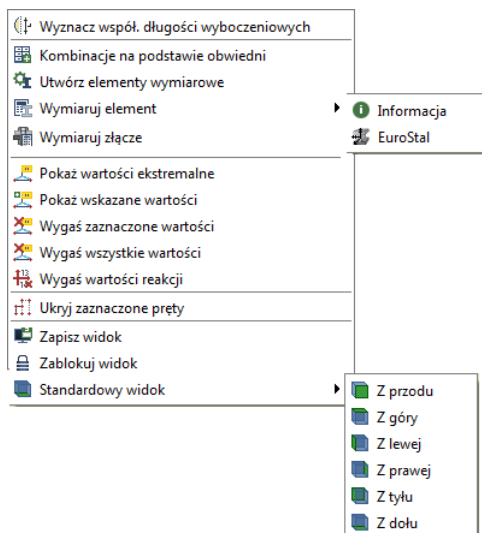 Wyznacz współ. długości wyboczeniowych
Kombinacje na podstawie obwiedni
Utwórz elementy wymiarowe
Wymiaruj element
Informacja
EuroStal
Wymiaruj złącze
Pokaż wartości ekstremalne
Pokaż wskazane wartości
Wygaś zaznaczone wartości
Wygaś wszystkie wartości
Wygaś wartości reakcji
Ukryj zaznaczone pręty
Zapisz widok
Zablokuj widok
Standardowy widok
Z przodu
Z góry
Z lewej
Z prawej
Z tyłu
Z dołu